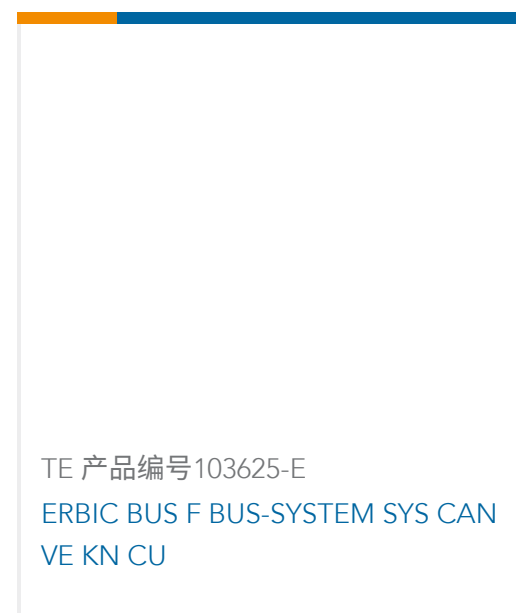 TE 产品编号103625-E
ERBIC BUS F BUS-SYSTEM SYS CAN
VE KN CU